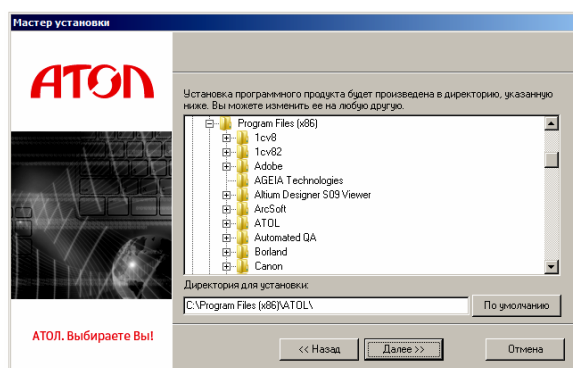 Мастер установки
АТОЛ
Установка программного продукта будет произведена в директорию, указанную
ниже. Вы можете изменить ее на любую другую.
Program Files (x86)
1cv8
1cv82
Adobe
AGEIA Technologies
Altium Designer S09 Viewer
ArcSoft
ATOL
Automated QA
Borland
Canon
Директория для установки:
C:\Program Files (x86)\ATOL\
По умолчанию
АТОЛ. Выбираете Вы!
<< Назад
Далее >>
Отмена